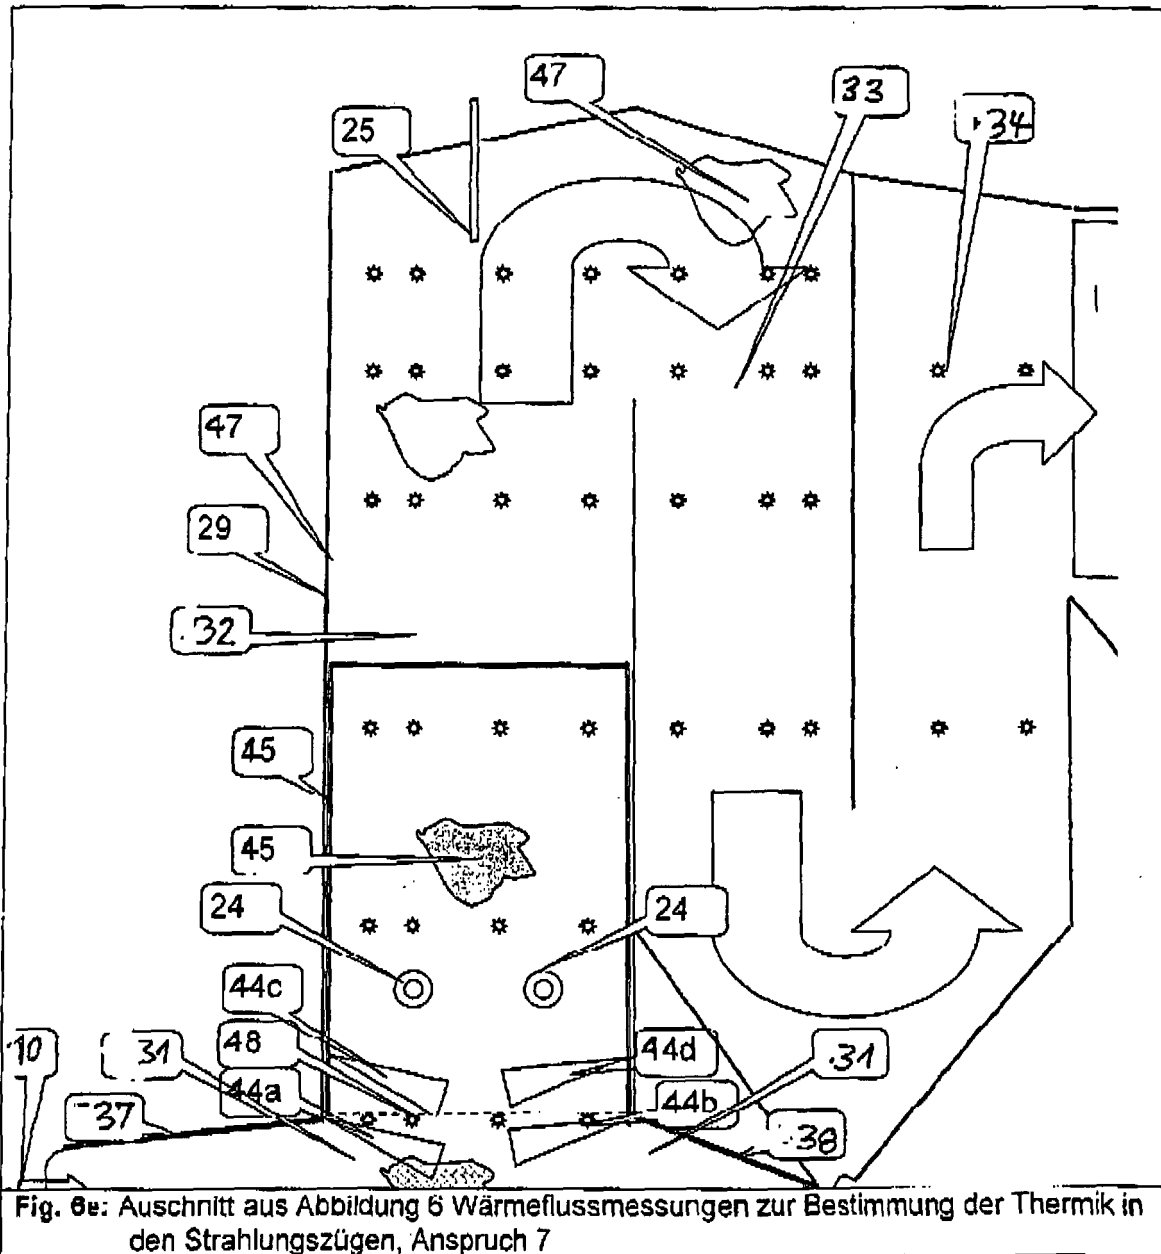 47
33
25
34
47
29
32
45
45
24
24
44c
10
31
48
44d
31
44a
44b
37
38
Fig. 6e: Auschnitt aus Abbildung 6 Wärmeflussmessungen zur Bestimmung der Thermik in
den Strahlungszügen, Anspruch 7